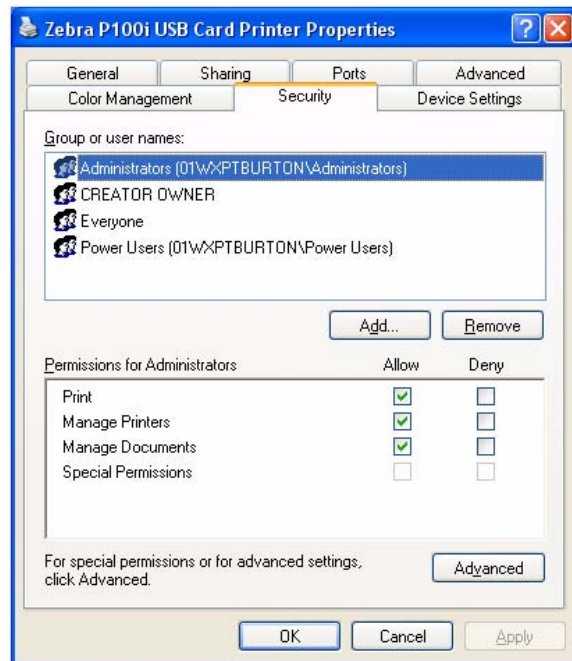 Zebra P100i USB Card Printer Properties
General Sharing Ports Advanced
Color Management Security Device Settings
Group or user names:
Administrators (01WXPTBURTON\Administrators)
CREATOR OWNER
Everyone
Power Users (01WXPTBURTON\Power Users)
Add... Remove
Permissions for Administrators Allow Deny
Print
Manage Printers
Manage Documents
Special Permissions
For special permissions or for advanced settings,
click Advanced.
Advanced
OK Cancel Apply